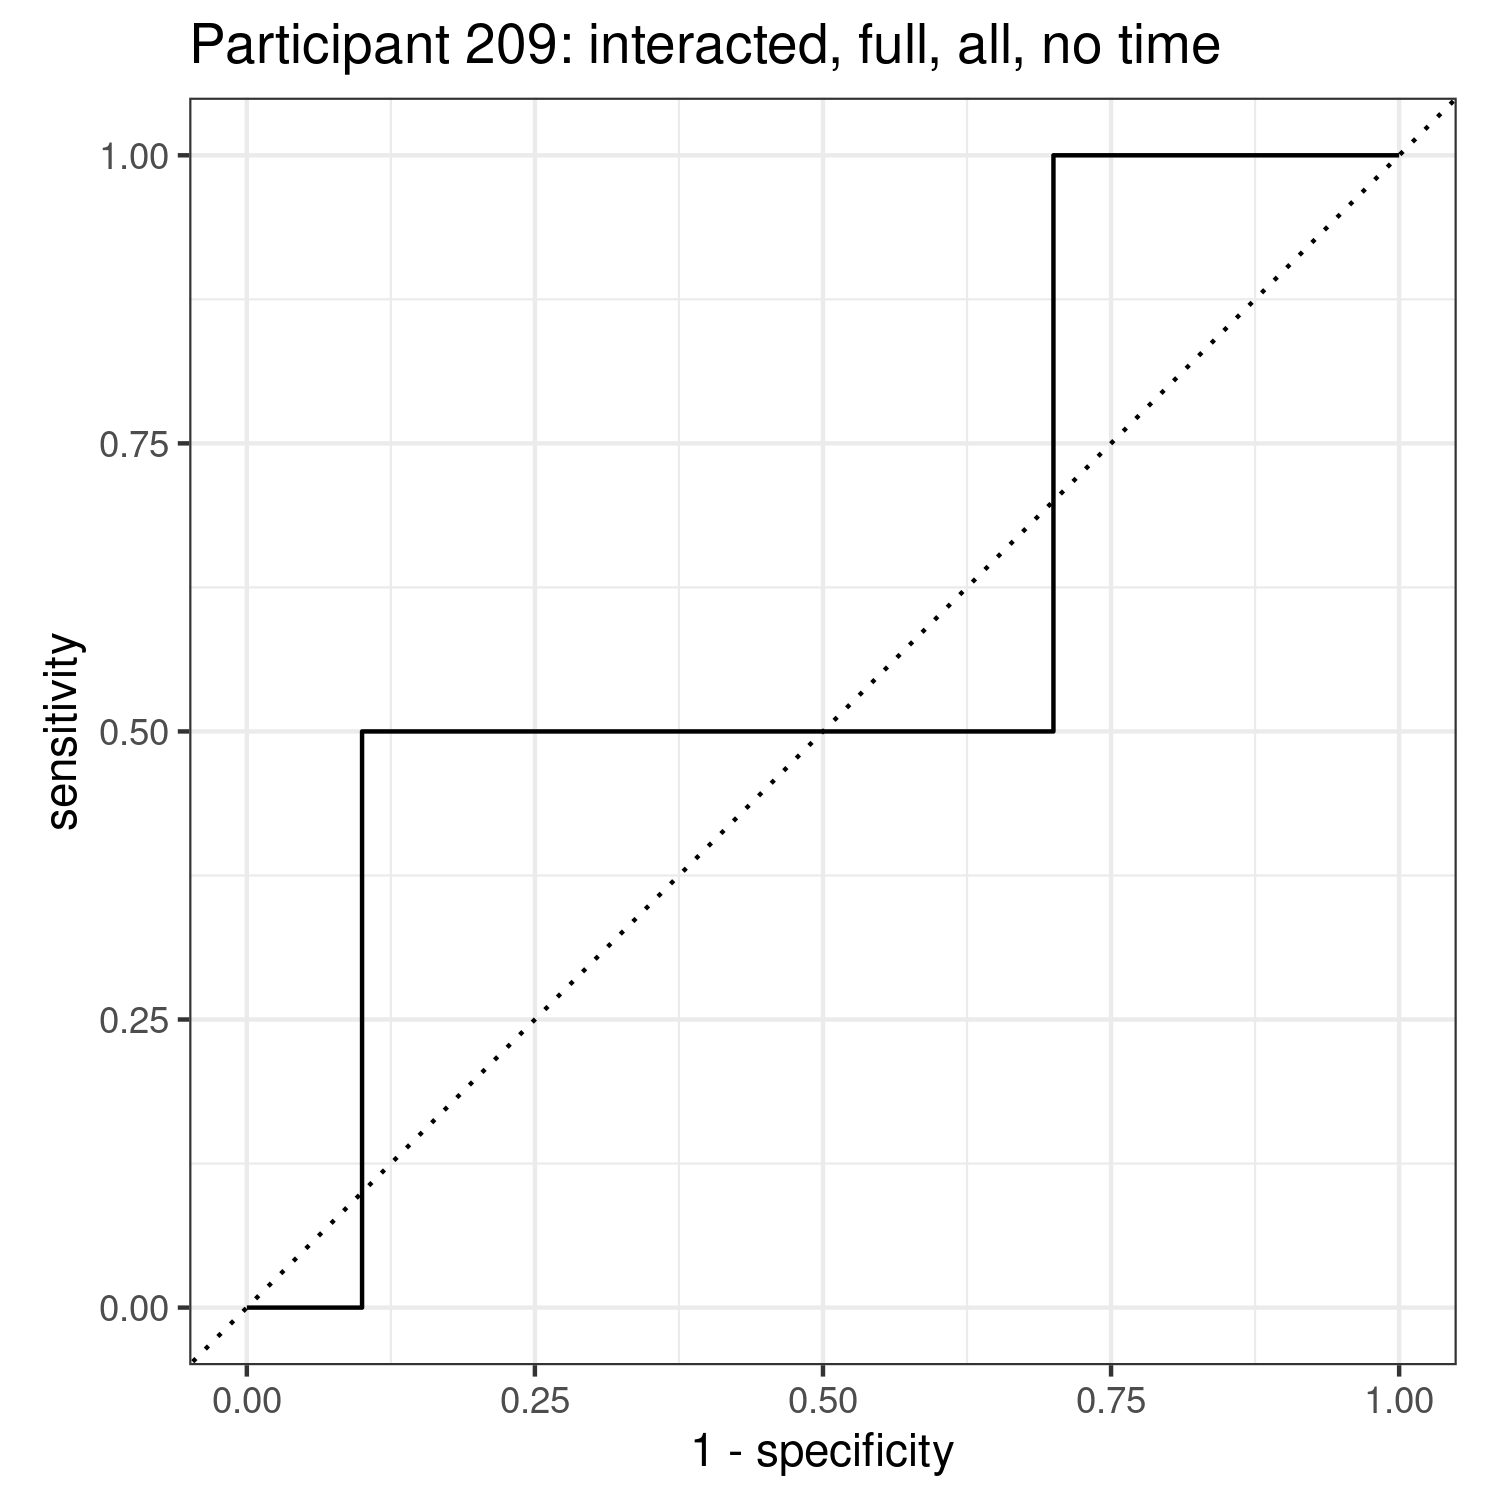 Participant 209: interacted, full, all, no time
1.00
0.75
0.50
0.25
0.00
sensitivity
0.00 0.25 0.50 0.75 1.00
1 - specificity